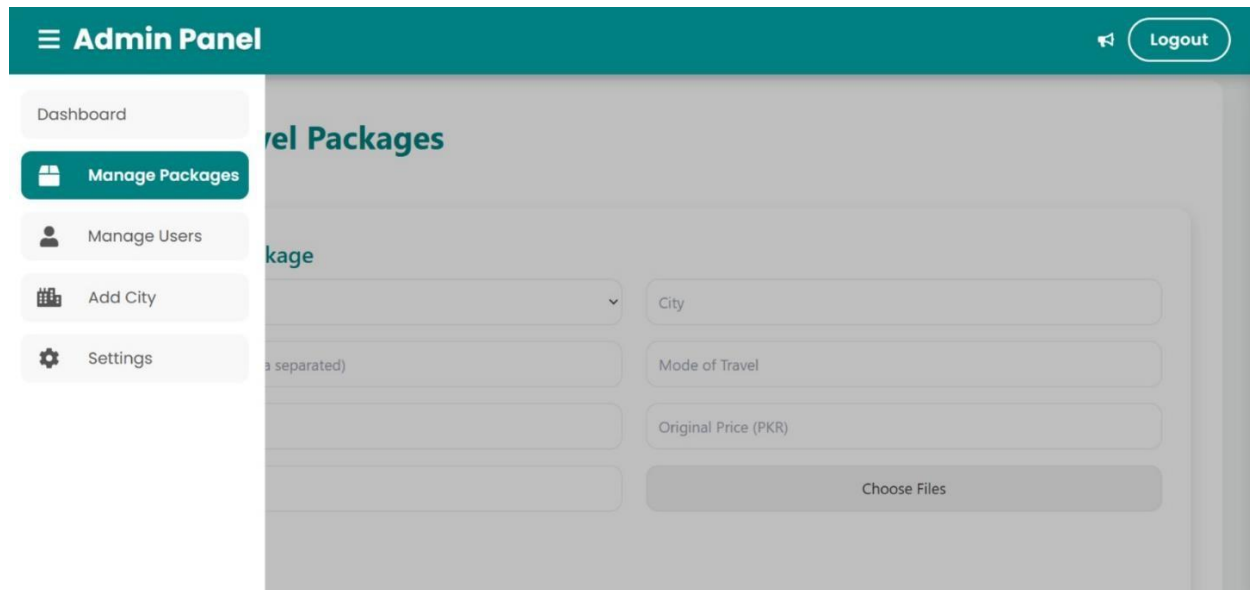 Admin Panel
Logout
Dashboard
Manage Packages
Manage Users
Add City
Settings
vel Packages
kage
City
a separated)
Mode of Travel
Original Price (PKR)
Choose Files